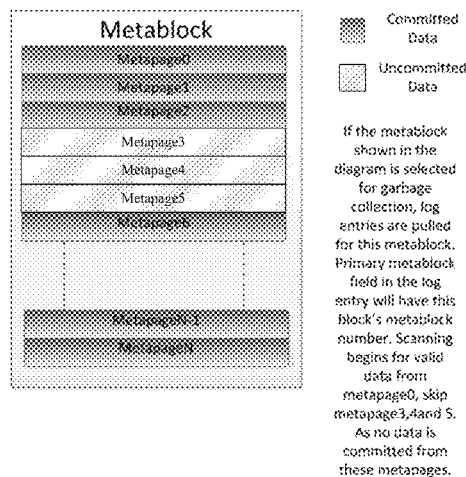 Metablock
Metapage0
Metapage1
Metapage2
Metapage3
Metapage4
Metapage5
Metapage6
MetapageN-1
MetapageN
Committed
Data
Uncommitted
Data
If the metablock
shown in the
diagram is selected
for garbage
collection, log
entries are pulled
for this metablock.
Primary metablock
field in the log
entry will have this
block's metablock
number. Scanning
begins for valid
data from
metapage0, skip
metapage3,4and 5.
As no data is
committed from
these metapages.